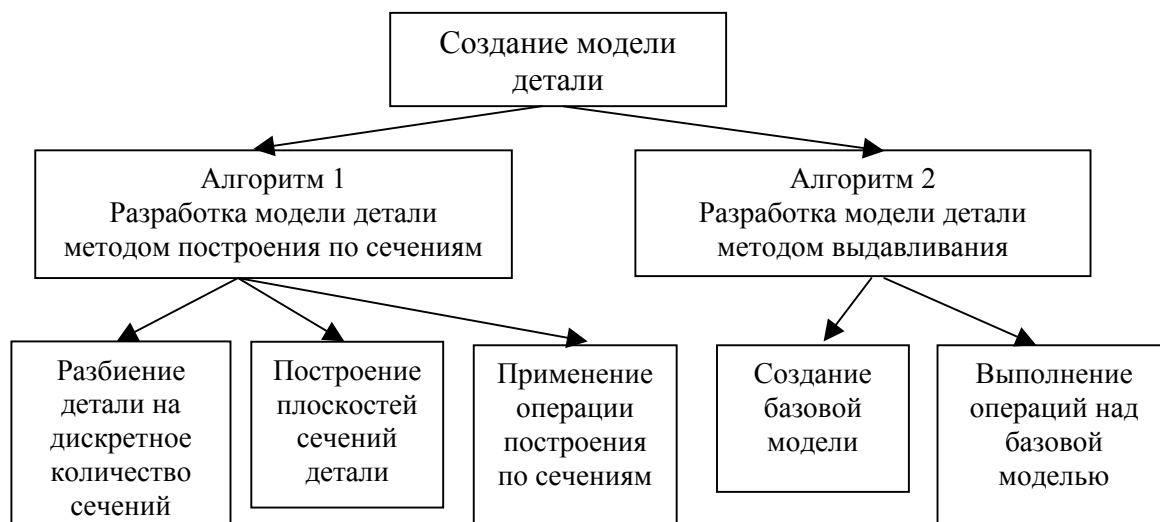 Создание модели
детали
Алгоритм 1
Разработка модели детали
методом построения по сечениям
Алгоритм 2
Разработка модели детали
методом выдавливания
Разбиение
детали на
дискретное
количество
сечений
Построение
плоскостей
сечений
детали
Применение
операции
построения
по сечениям
Создание
базовой
модели
Выполнение
операций над
базовой
моделью